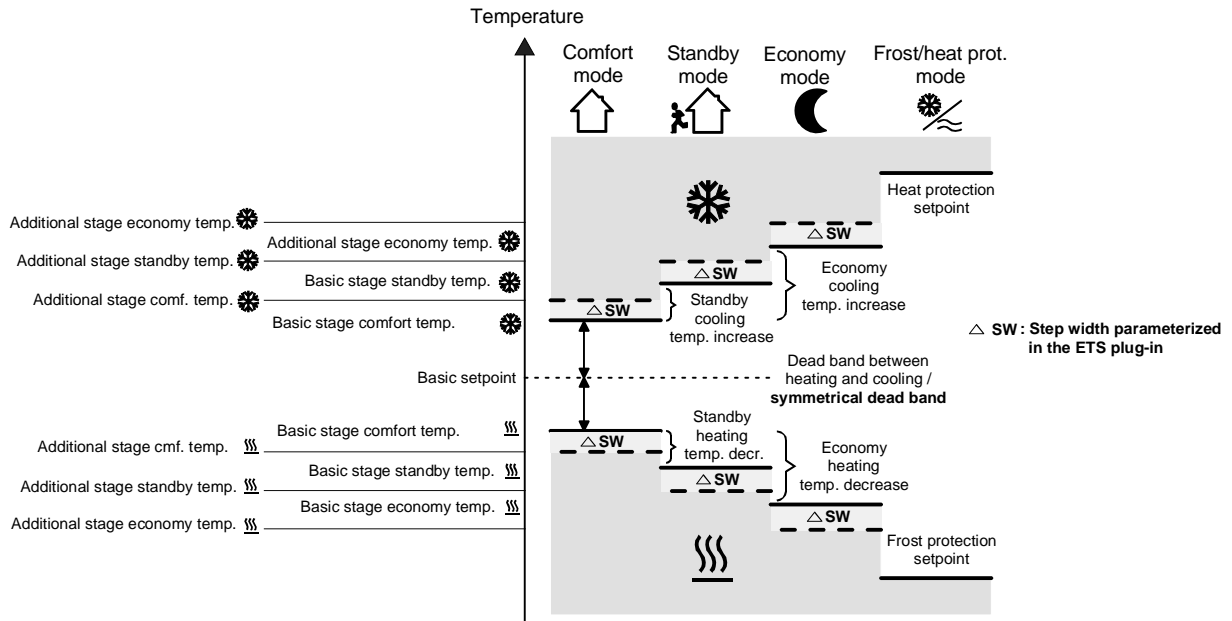 Temperature
Comfort
mode
Standby
mode
Economy
mode
Frost/heat prot.
mode
Heat protection
setpoint
Additional stage economy temp.
Additional stage economy temp.
Additional stage standby temp.
Basic stage standby temp.
Additional stage comf. temp.
Basic stage comfort temp.
△ SW
△ SW
△ SW
Economy
cooling
temp. increase
Standby
cooling
temp. increase
△ SW : Step width parameterized
in the ETS plug-in
Basic setpoint
Dead band between
heating and cooling /
symmetrical dead band
Basic stage comfort temp.
Additional stage cmf. temp.
Basic stage standby temp.
Additional stage standby temp.
Basic stage economy temp.
Additional stage economy temp.
△ SW
△ SW
△ SW
Standby
heating
temp. decr.
Economy
heating
temp. decrease
Frost protection
setpoint